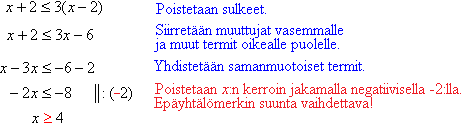 x + 2 ≤ 3(x − 2) Poistetaan sulkeet.
x + 2 ≤ 3x − 6 Siirretään muuttujat vasemmalle
ja muut termit oikealle puolelle.
x − 3x ≤ −6 − 2 Yhdistetään samanmuotoiset termit.
− 2x ≤ −8 ‖: (−2) Poistetaan x:n kerroin jakamalla negatiivisella -2:lla.
Epäyhtälömerkin suunta vaihdettava!
x ≥ 4